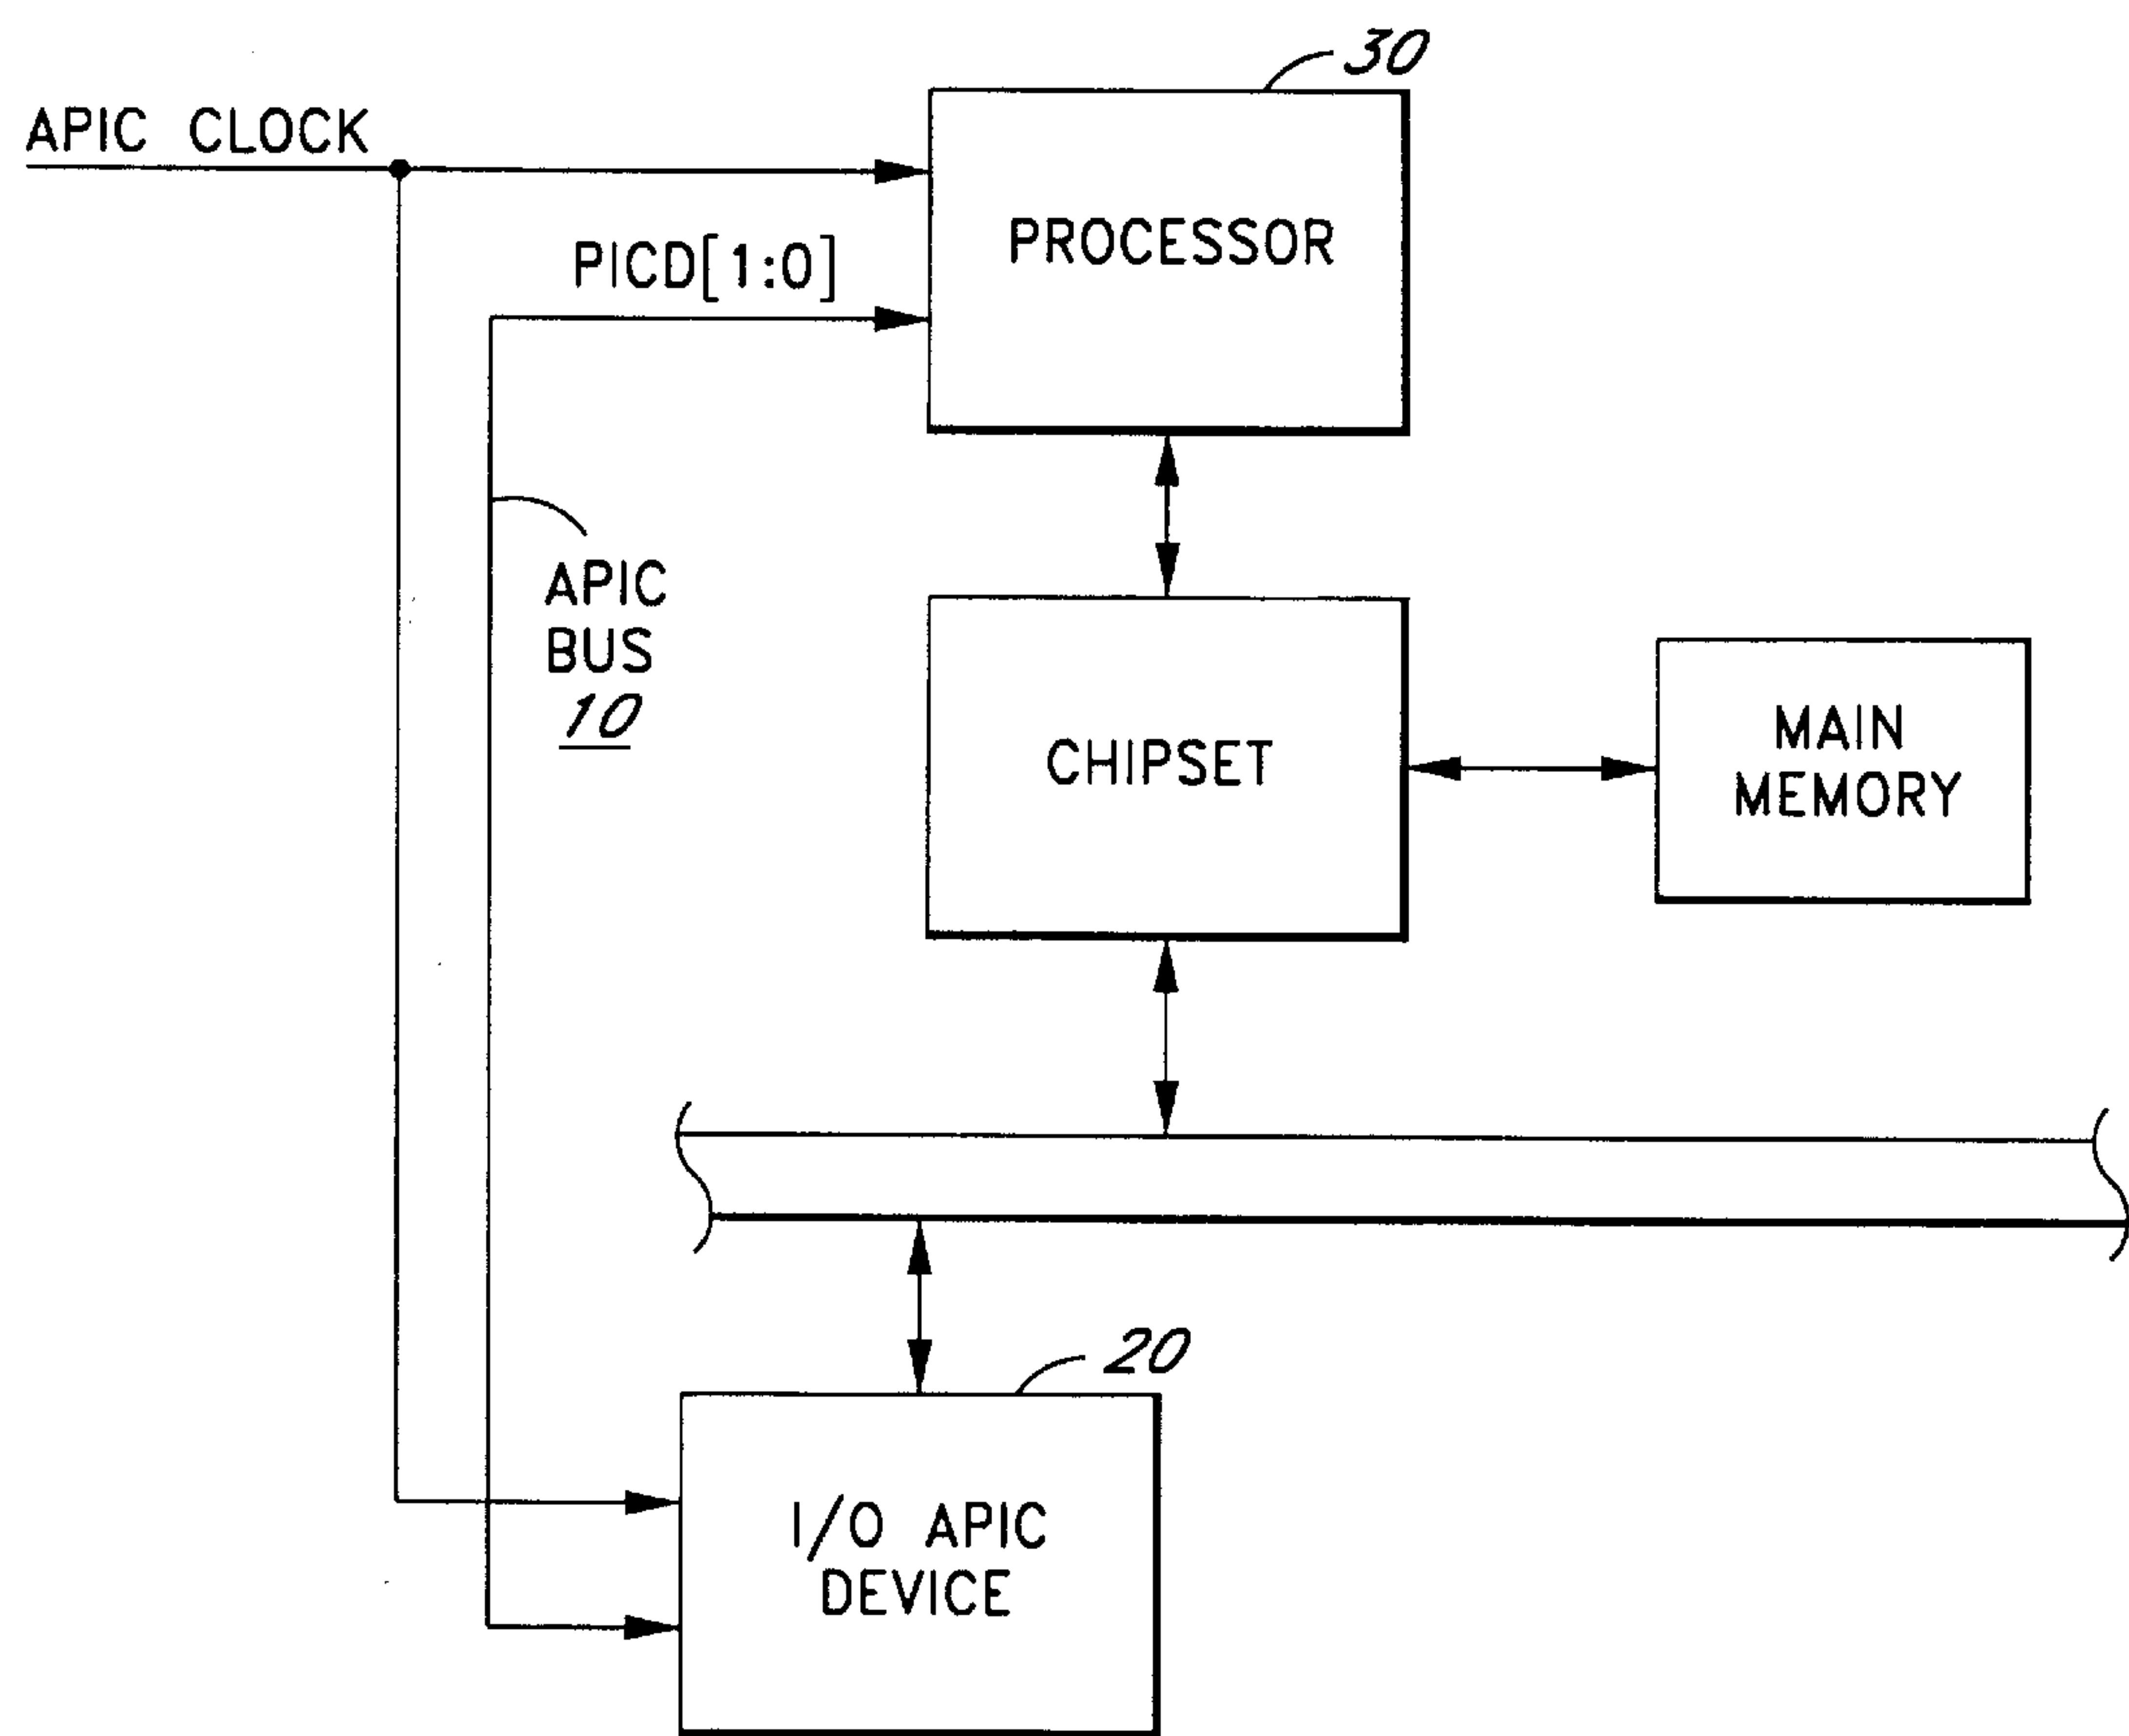 30
APIC CLOCK
PROCESSOR
PICD[1:0]
APIC
BUS
10
CHIPSET
MAIN
MEMORY
20
I/O APIC
DEVICE